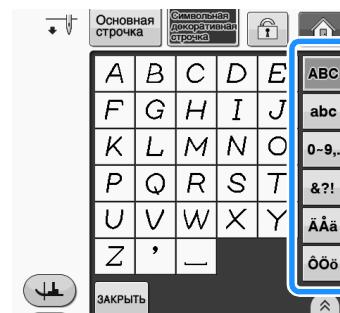 Основная
строчка
Символьная
декоративная
строчка
A B C D E
F G H I J
K L M N O
P Q R S T
U V W X Y
Z ’ _
ABC
abc
0~9,.
&?!
ÄÅä
ÔÖö
ЗАКРЫТЬ